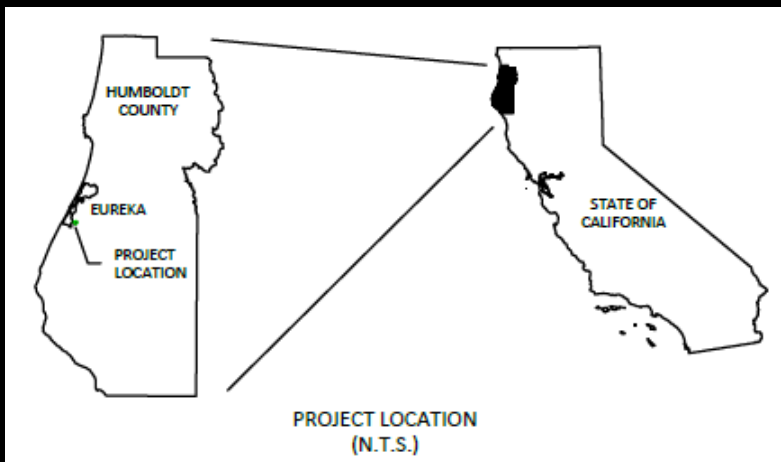 HUMBOLDT
COUNTY
EUREKA
PROJECT
LOCATION
STATE OF
CALIFORNIA
PROJECT LOCATION
(N.T.S.)